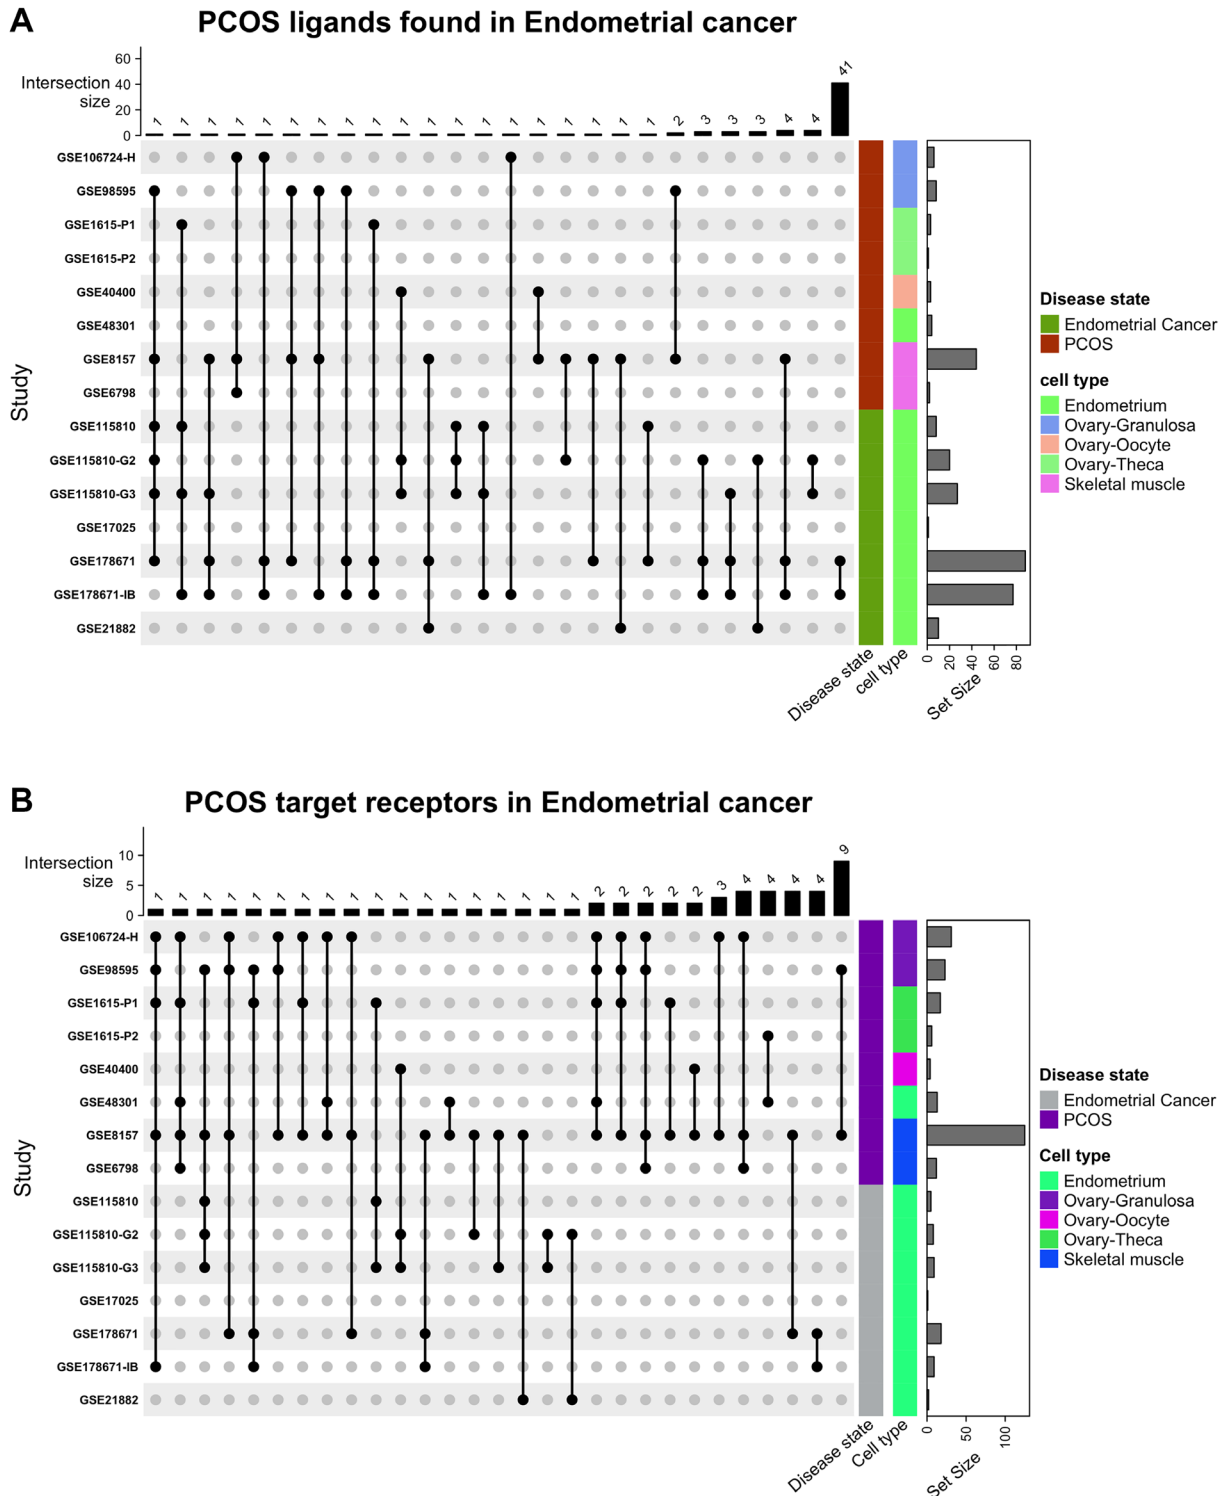 A
PCOS ligands found in Endometrial cancer
Intersection
size
60
40
20
0
1 1 1 1 1 1 1 1 1 1 1 1 1 1 1 1 1 1 1 2 3 3 3 4 4 41
Study
GSE106724-H
GSE98595
GSE1615-P1
GSE1615-P2
GSE40400
GSE48301
GSE8157
GSE6798
GSE115810
GSE115810-G2
GSE115810-G3
GSE17025
GSE178671
GSE178671-IB
GSE21882
Disease state
cell type
0 20 40 60 80
Set Size
Disease state
Endometrial Cancer
PCOS
cell type
Endometrium
Ovary-Granulosa
Ovary-Oocyte
Ovary-Theca
Skeletal muscle
B
PCOS target receptors in Endometrial cancer
Intersection
size
10
5
0
1 1 1 1 1 1 1 1 1 1 1 1 1 1 1 1 1 1 2 2 2 2 2 3 4 4 4 4 9
Study
GSE106724-H
GSE98595
GSE1615-P1
GSE1615-P2
GSE40400
GSE48301
GSE8157
GSE6798
GSE115810
GSE115810-G2
GSE115810-G3
GSE17025
GSE178671
GSE178671-IB
GSE21882
Disease state
Cell type
0 50 100
Set Size
Disease state
Endometrial Cancer
PCOS
Cell type
Endometrium
Ovary-Granulosa
Ovary-Oocyte
Ovary-Theca
Skeletal muscle